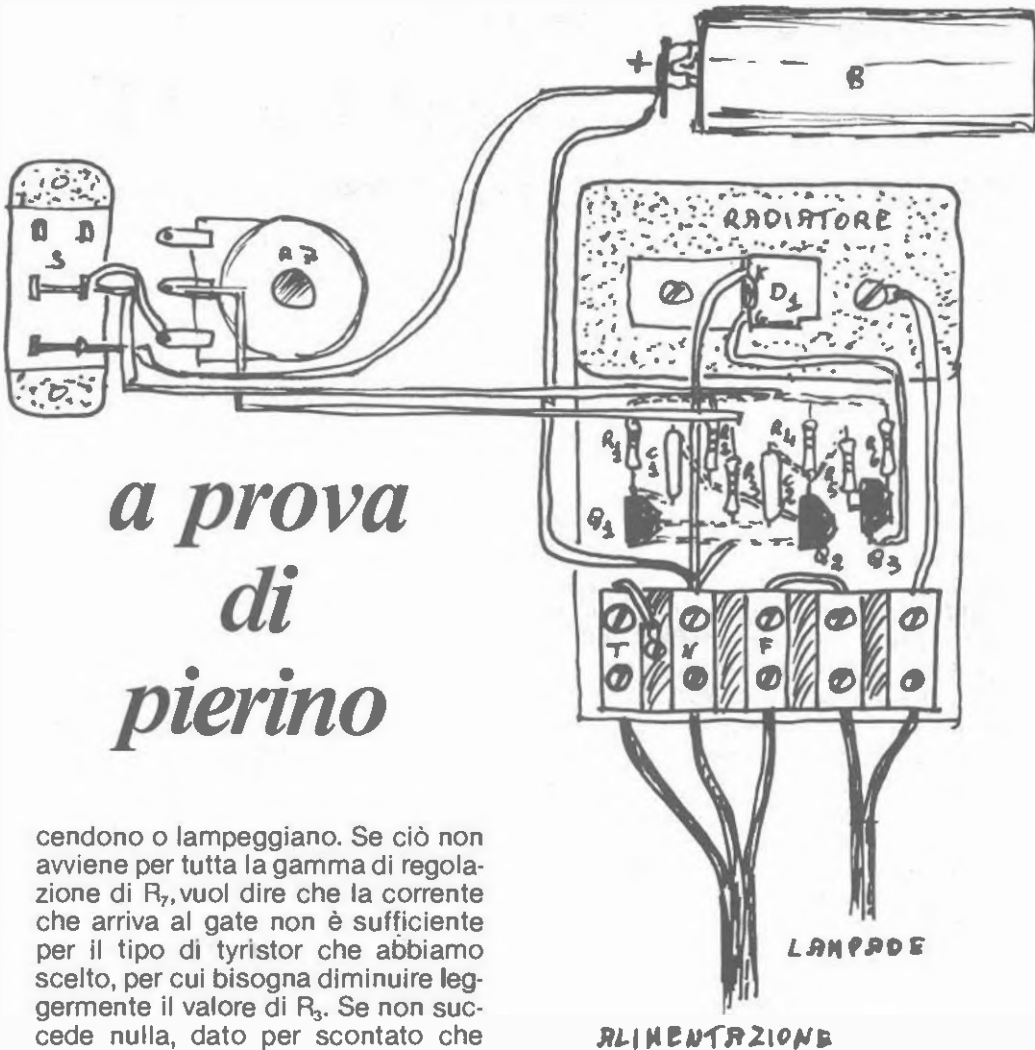 +
B
RADIATORE
K
D1
S
R7
R1
C1
R3
C2
R4
R5
R6
Q1
Q2
Q3
T
N
F
LAMPADE
ALIMENTAZIONE
a prova
di
pierino
cendono o lampeggiano. Se ciò non
avviene per tutta la gamma di regola-
zione di R₇, vuol dire che la corrente
che arriva al gate non è sufficiente
per il tipo di tyristor che abbiamo
scelto, per cui bisogna diminuire leg-
germente il valore di R₃. Se non suc-
cede nulla, dato per scontato che